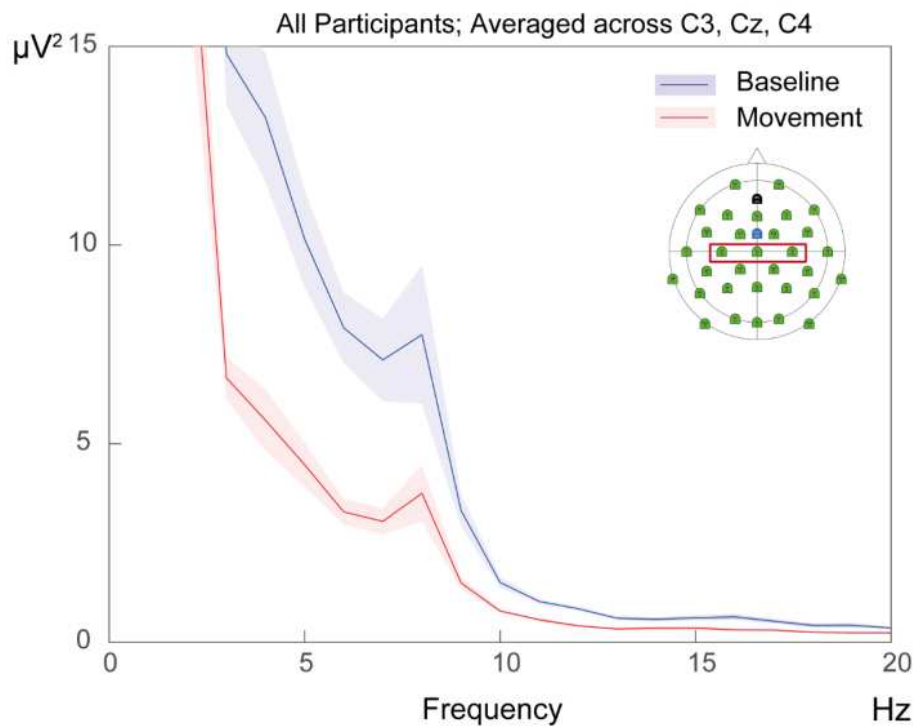 All Participants; Averaged across C3, Cz, C4
µV²
15
Baseline
Movement
10
5
0
0
5
10
15
20
Frequency
Hz